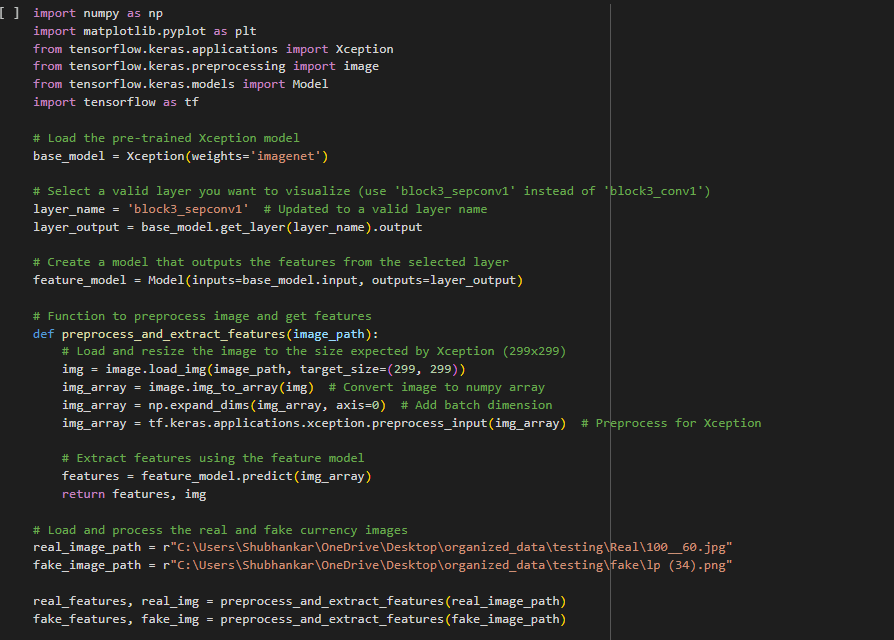 [ ] import numpy as np
import matplotlib.pyplot as plt
from tensorflow.keras.applications import Xception
from tensorflow.keras.preprocessing import image
from tensorflow.keras.models import Model
import tensorflow as tf
# Load the pre-trained Xception model
base_model = Xception(weights='imagenet')
# Select a valid layer you want to visualize (use 'block3_sepconv1' instead of 'block3_conv1')
layer_name = 'block3_sepconv1'  # Updated to a valid layer name
layer_output = base_model.get_layer(layer_name).output
# Create a model that outputs the features from the selected layer
feature_model = Model(inputs=base_model.input, outputs=layer_output)
# Function to preprocess image and get features
def preprocess_and_extract_features(image_path):
    # Load and resize the image to the size expected by Xception (299x299)
    img = image.load_img(image_path, target_size=(299, 299))
    img_array = image.img_to_array(img)  # Convert image to numpy array
    img_array = np.expand_dims(img_array, axis=0)  # Add batch dimension
    img_array = tf.keras.applications.xception.preprocess_input(img_array)  # Preprocess for Xception
    # Extract features using the feature model
    features = feature_model.predict(img_array)
    return features, img
# Load and process the real and fake currency images
real_image_path = r"C:\Users\Shubhankar\OneDrive\Desktop\organized_data\testing\Real\100__60.jpg"
fake_image_path = r"C:\Users\Shubhankar\OneDrive\Desktop\organized_data\testing\fake\lp (34).png"
real_features, real_img = preprocess_and_extract_features(real_image_path)
fake_features, fake_img = preprocess_and_extract_features(fake_image_path)